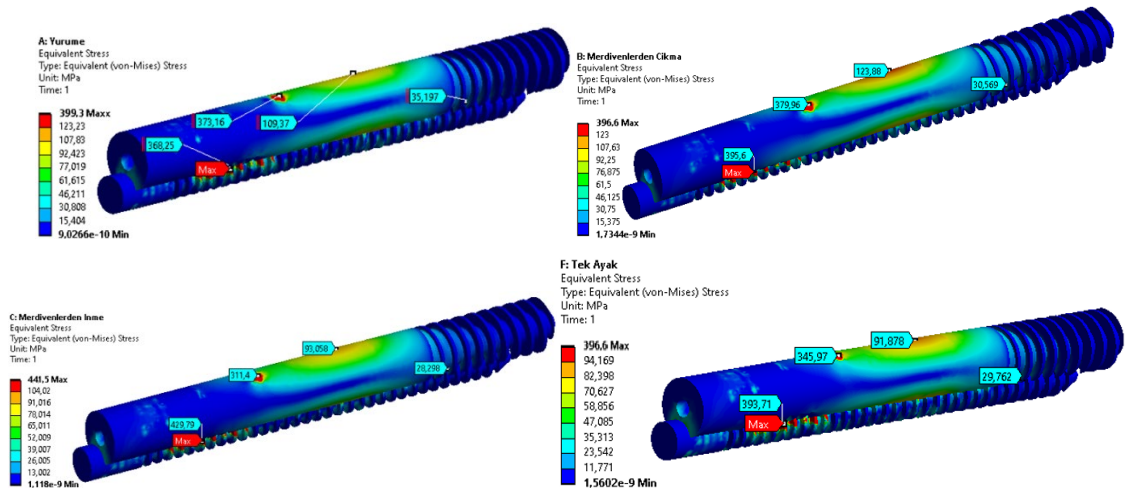 A: Yurume
Equivalent Stress
Type: Equivalent (von-Mises) Stress
Unit: MPa
Time: 1
399,3 Maxx
123,23
107,83
92,423
77,019
61,615
46,211
30,808
15,404
9,0266e-10 Min
373,16
109,37
35,197
368,25
Max
B: Merdivenlerden Cikma
Equivalent Stress
Type: Equivalent (von-Mises) Stress
Unit: MPa
Time: 1
396.6 Max
123
107,63
92,25
76,875
61,5
46,125
30,75
15,375
1,7344e-9 Min
123,88
379,96
30,569
395,6
Max
C: Merdivenlerden Inme
Equivalent Stress
Type: Equivalent (von-Mises) Stress
Unit: MPa
Time: 1
441,5 Max
104,02
91,016
78,014
65,011
52,009
39,007
26,005
13,002
1,118e-9 Min
93,058
311,4
28,298
429,79
Max
F: Tek Ayak
Equivalent Stress
Type: Equivalent (von-Mises) Stress
Unit: MPa
Time: 1
396,6 Max
94,169
82,398
70,627
58,856
47,085
35,313
23,542
11,771
1,5602e-9 Min
345,97
91,878
29,762
393,71
Max